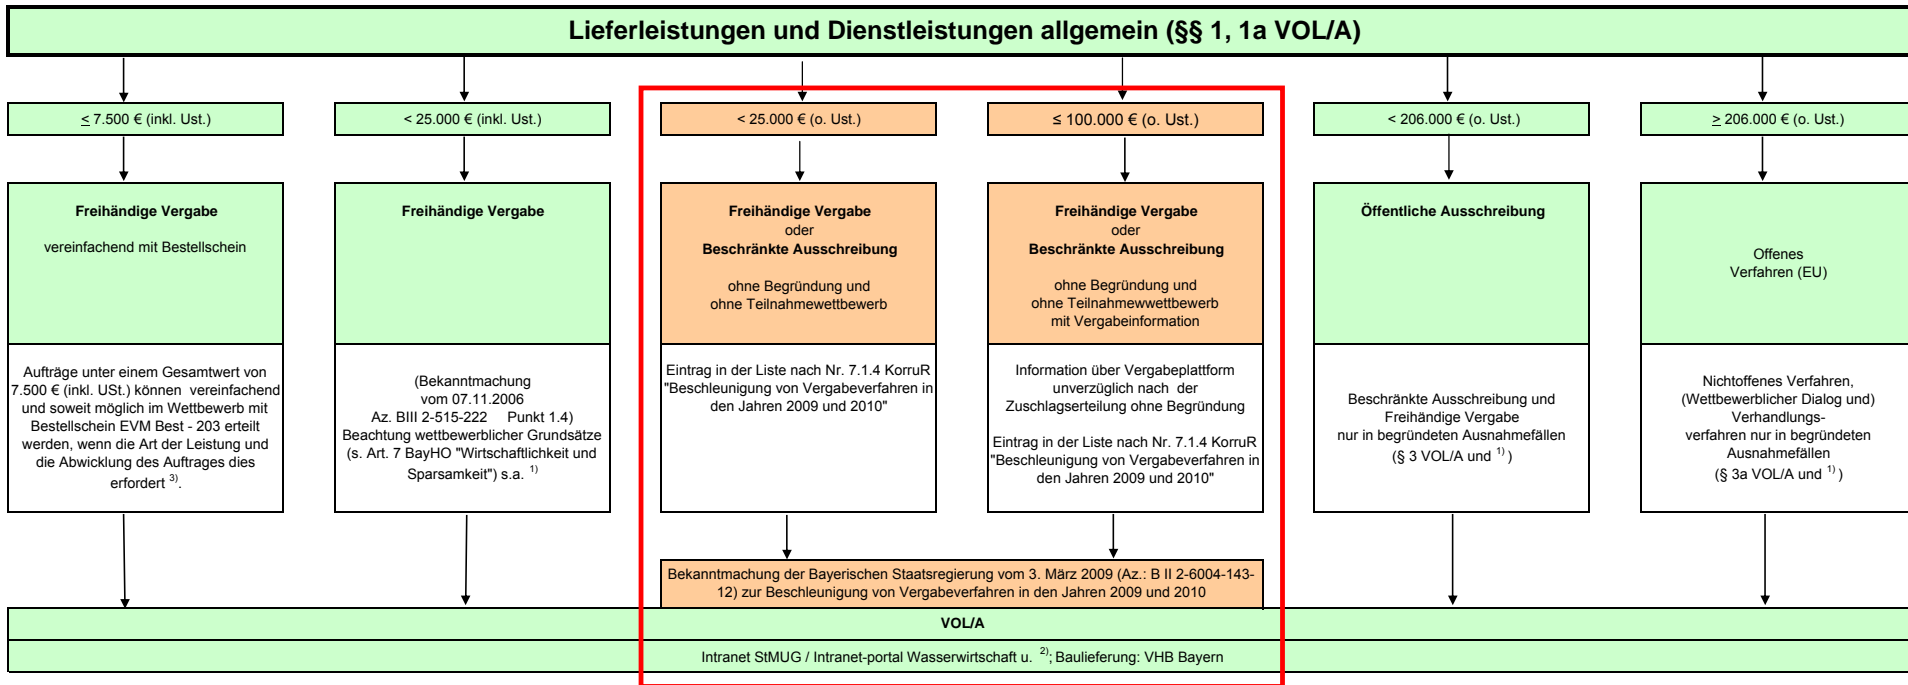 Lieferleistungen und Dienstleistungen allgemein (§§ 1, 1a VOL/A)
≤ 7.500 € (inkl. Ust.)
< 25.000 € (inkl. Ust.)
< 25.000 € (o. Ust.)
≤ 100.000 € (o. Ust.)
< 206.000 € (o. Ust.)
≥ 206.000 € (o. Ust.)
Freihändige Vergabe
vereinfachend mit Bestellschein
Freihändige Vergabe
Freihändige Vergabe
oder
Beschränkte Ausschreibung
ohne Begründung und
ohne Teilnahmewettbewerb
Freihändige Vergabe
oder
Beschränkte Ausschreibung
ohne Begründung und
ohne Teilnahmewwettbewerb
mit Vergabeinformation
Öffentliche Ausschreibung
Offenes
Verfahren (EU)
Aufträge unter einem Gesamtwert von
7.500 € (inkl. USt.) können vereinfachend
und soweit möglich im Wettbewerb mit
Bestellschein EVM Best - 203 erteilt
werden, wenn die Art der Leistung und
die Abwicklung des Auftrages dies
erfordert 3).
(Bekanntmachung
vom 07.11.2006
Az. BIII 2-515-222 Punkt 1.4)
Beachtung wettbewerblicher Grundsätze
(s. Art. 7 BayHO "Wirtschaftlichkeit und
Sparsamkeit") s.a. 1)
Eintrag in der Liste nach Nr. 7.1.4 KorruR
"Beschleunigung von Vergabeverfahren in
den Jahren 2009 und 2010"
Information über Vergabeplattform
unverzüglich nach der
Zuschlagserteilung ohne Begründung
Eintrag in der Liste nach Nr. 7.1.4 KorruR
"Beschleunigung von Vergabeverfahren in
den Jahren 2009 und 2010"
Beschränkte Ausschreibung und
Freihändige Vergabe
nur in begründeten Ausnahmefällen
(§ 3 VOL/A und 1) )
Nichtoffenes Verfahren,
(Wettbewerblicher Dialog und)
Verhandlungs-
verfahren nur in begründeten
Ausnahmefällen
(§ 3a VOL/A und 1) )
Bekanntmachung der Bayerischen Staatsregierung vom 3. März 2009 (Az.: B II 2-6004-143-
12) zur Beschleunigung von Vergabeverfahren in den Jahren 2009 und 2010
VOL/A
Intranet StMUG / Intranet-portal Wasserwirtschaft u. 2); Baulieferung: VHB Bayern